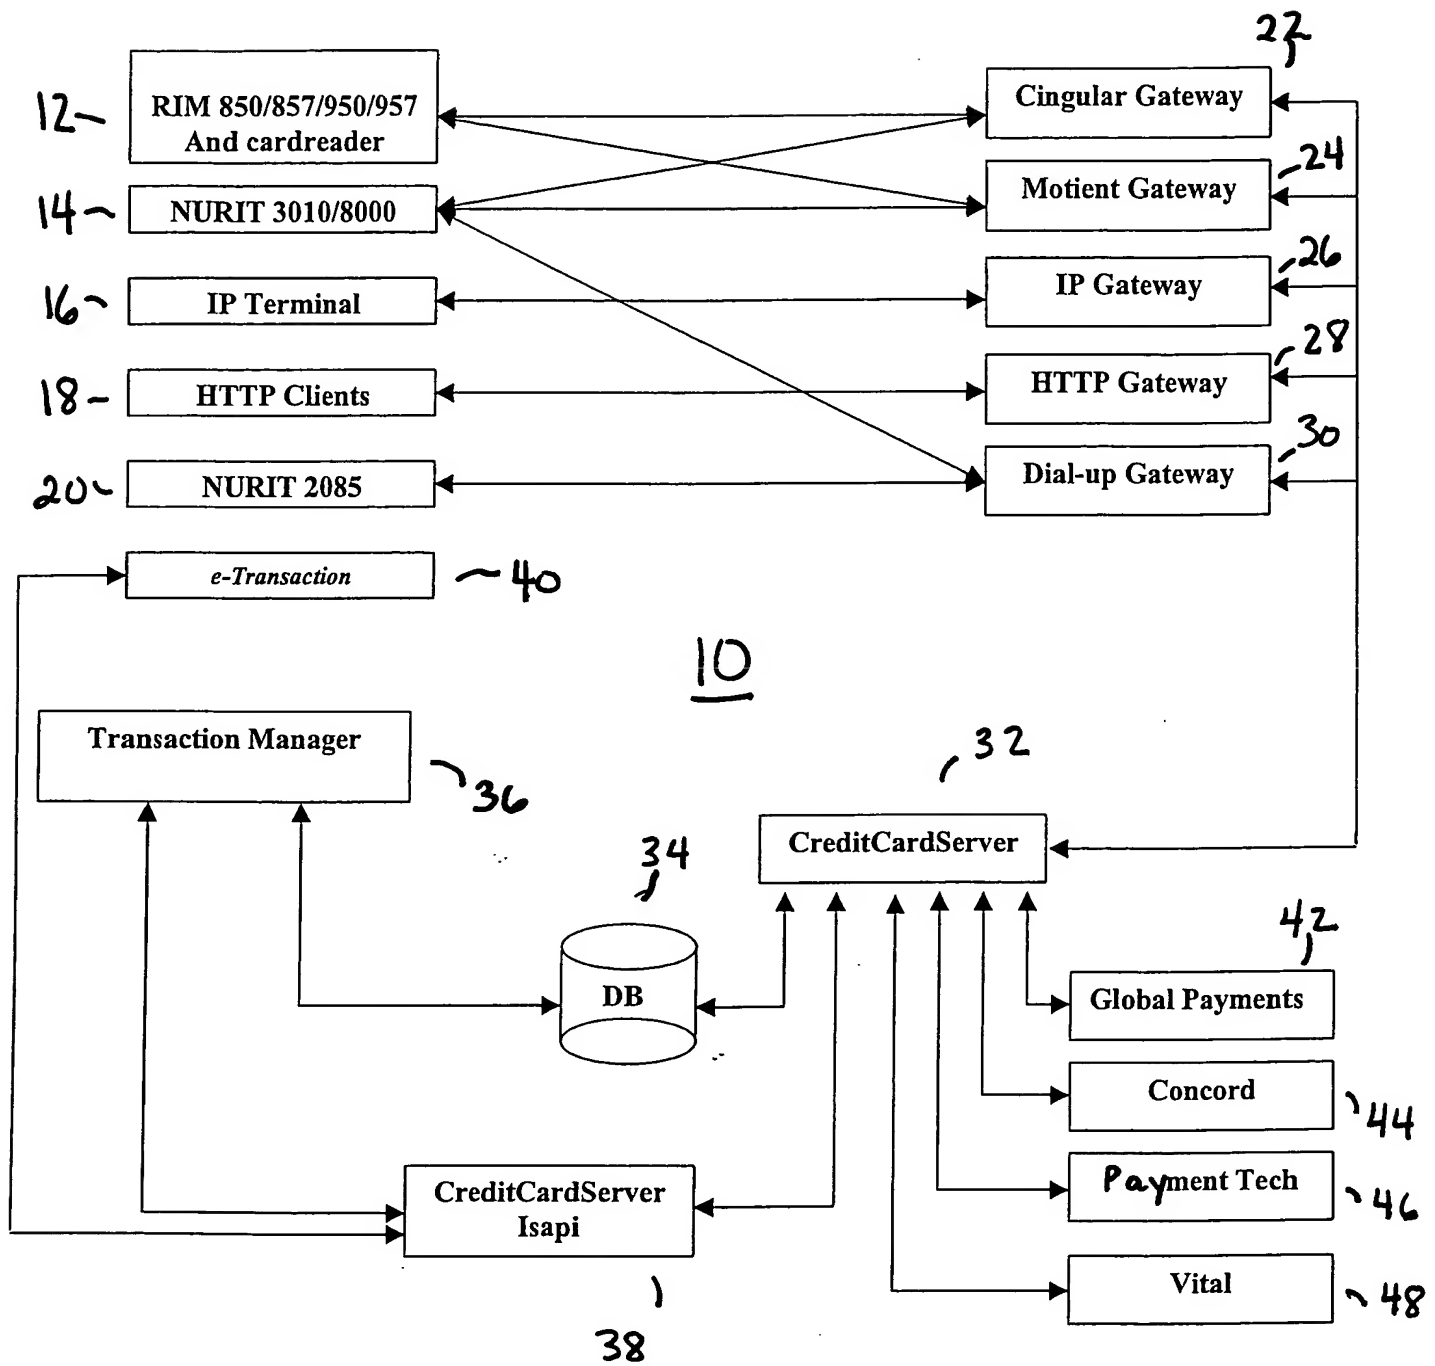 22
12
RIM 850/857/950/957
And cardreader
Cingular Gateway
24
14
NURIT 3010/8000
Motient Gateway
26
16
IP Terminal
IP Gateway
28
18
HTTP Clients
HTTP Gateway
30
20
NURIT 2085
Dial-up Gateway
e-Transaction
40
10
Transaction Manager
36
32
CreditCardServer
34
DB
42
Global Payments
Concord
44
Payment Tech
46
CreditCardServer
Isapi
Vital
48
38